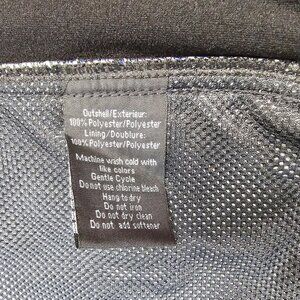 Outshell/Exterieur:
100% Polyester/Polyester
Lining/Doublure:
100% Polyester/Polyester
Machine wash cold with
like colors
Gentle Cycle
Do not use chlorine bleach
Hang to dry
Do not iron
Do not dry clean
Do not add softener